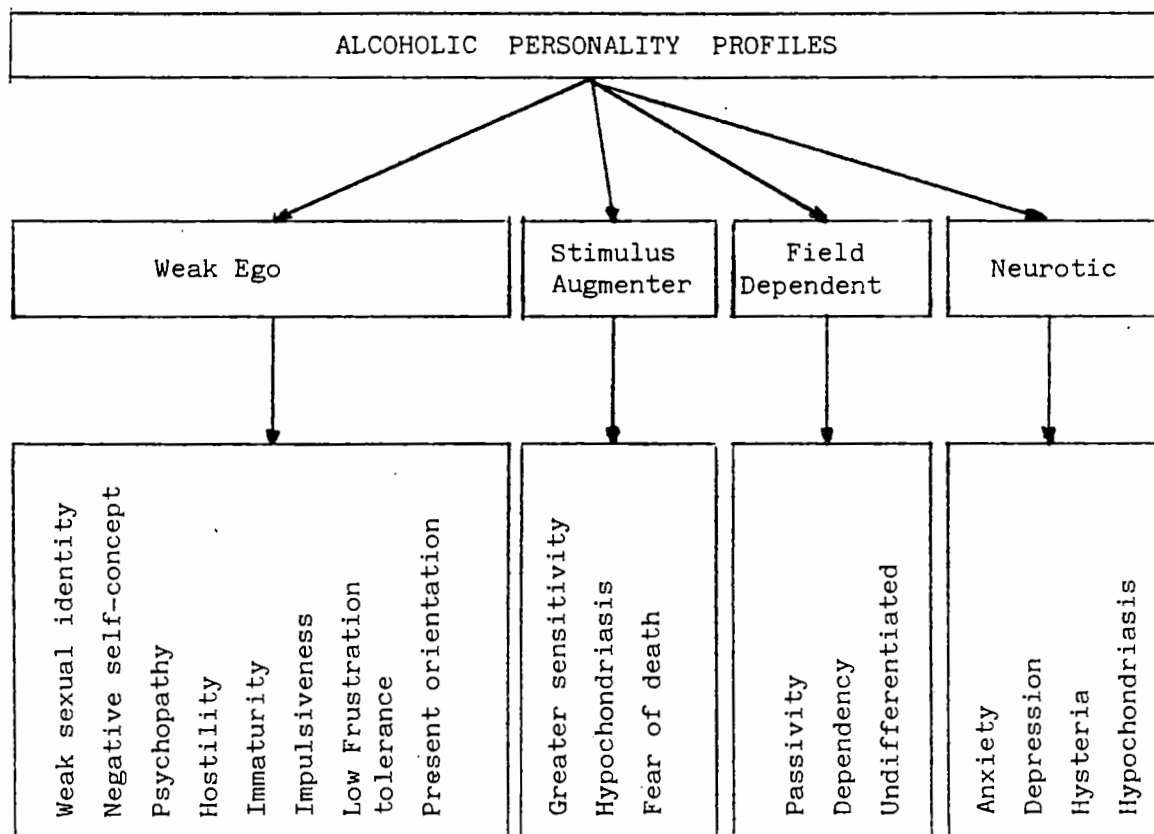 ALCOHOLIC PERSONALITY PROFILES
Weak Ego
Stimulus
Augmenter
Field
Dependent
Neurotic
Weak sexual identity
Negative self-concept
Psychopathy
Hostility
Immaturity
Impulsiveness
Low Frustration
tolerance
Present orientation
Greater sensitivity
Hypochondriasis
Fear of death
Passivity
Dependency
Undifferentiated
Anxiety
Depression
Hysteria
Hypochondriasis